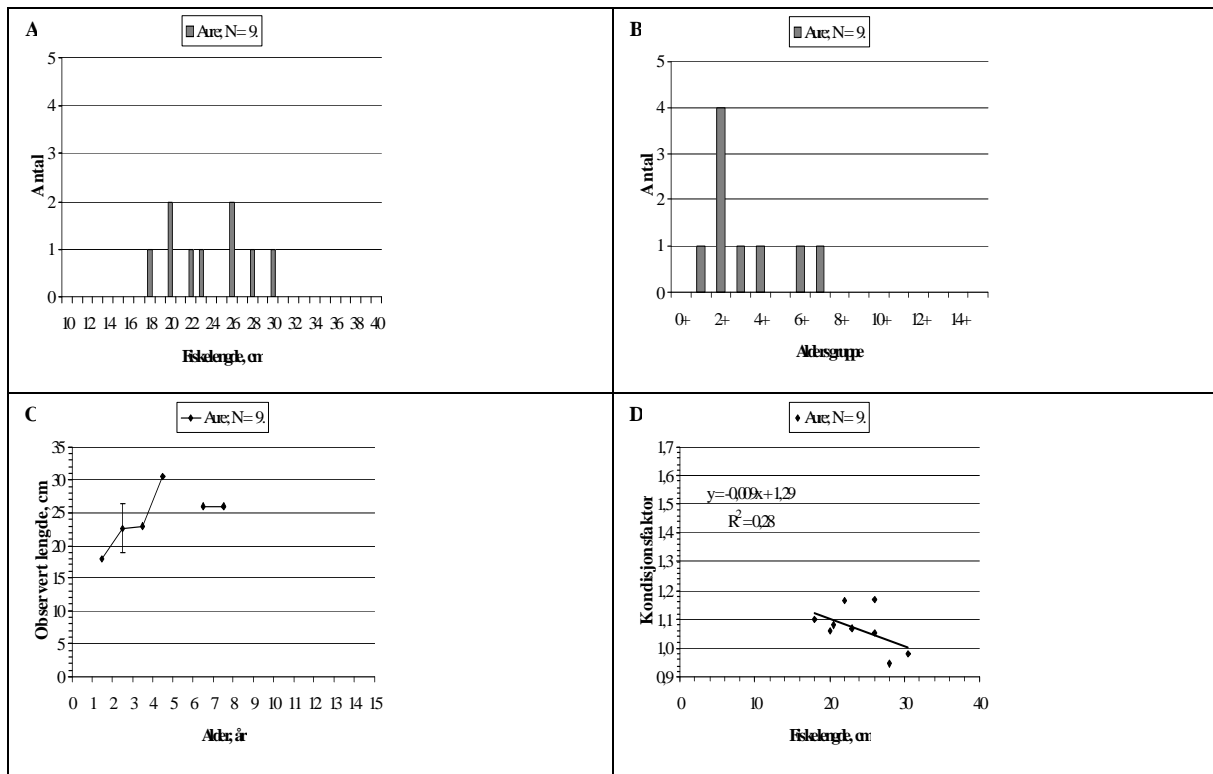 A
Aure; N = 9.
5
4
3
2
1
0
Antal
10 12 14 16 18 20 22 24 26 28 30 32 34 36 38 40
Fiskelengde, cm
B
Aure; N = 9.
5
4
3
2
1
0
Antal
0+ 2+ 4+ 6+ 8+ 10+ 12+ 14+
Aldersgruppe
C
Aure; N = 9.
35
30
25
20
15
10
5
0
Observert lengde, cm
0 1 2 3 4 5 6 7 8 9 10 11 12 13 14 15
Alder, år
D
Aure; N = 9.
1,7
1,6
1,5
1,4
1,3
1,2
1,1
1,0
0,9
Kondisjonsfaktor
y = -0,009x + 1,29
R² = 0,28
0 10 20 30 40
Fiskelengde, cm